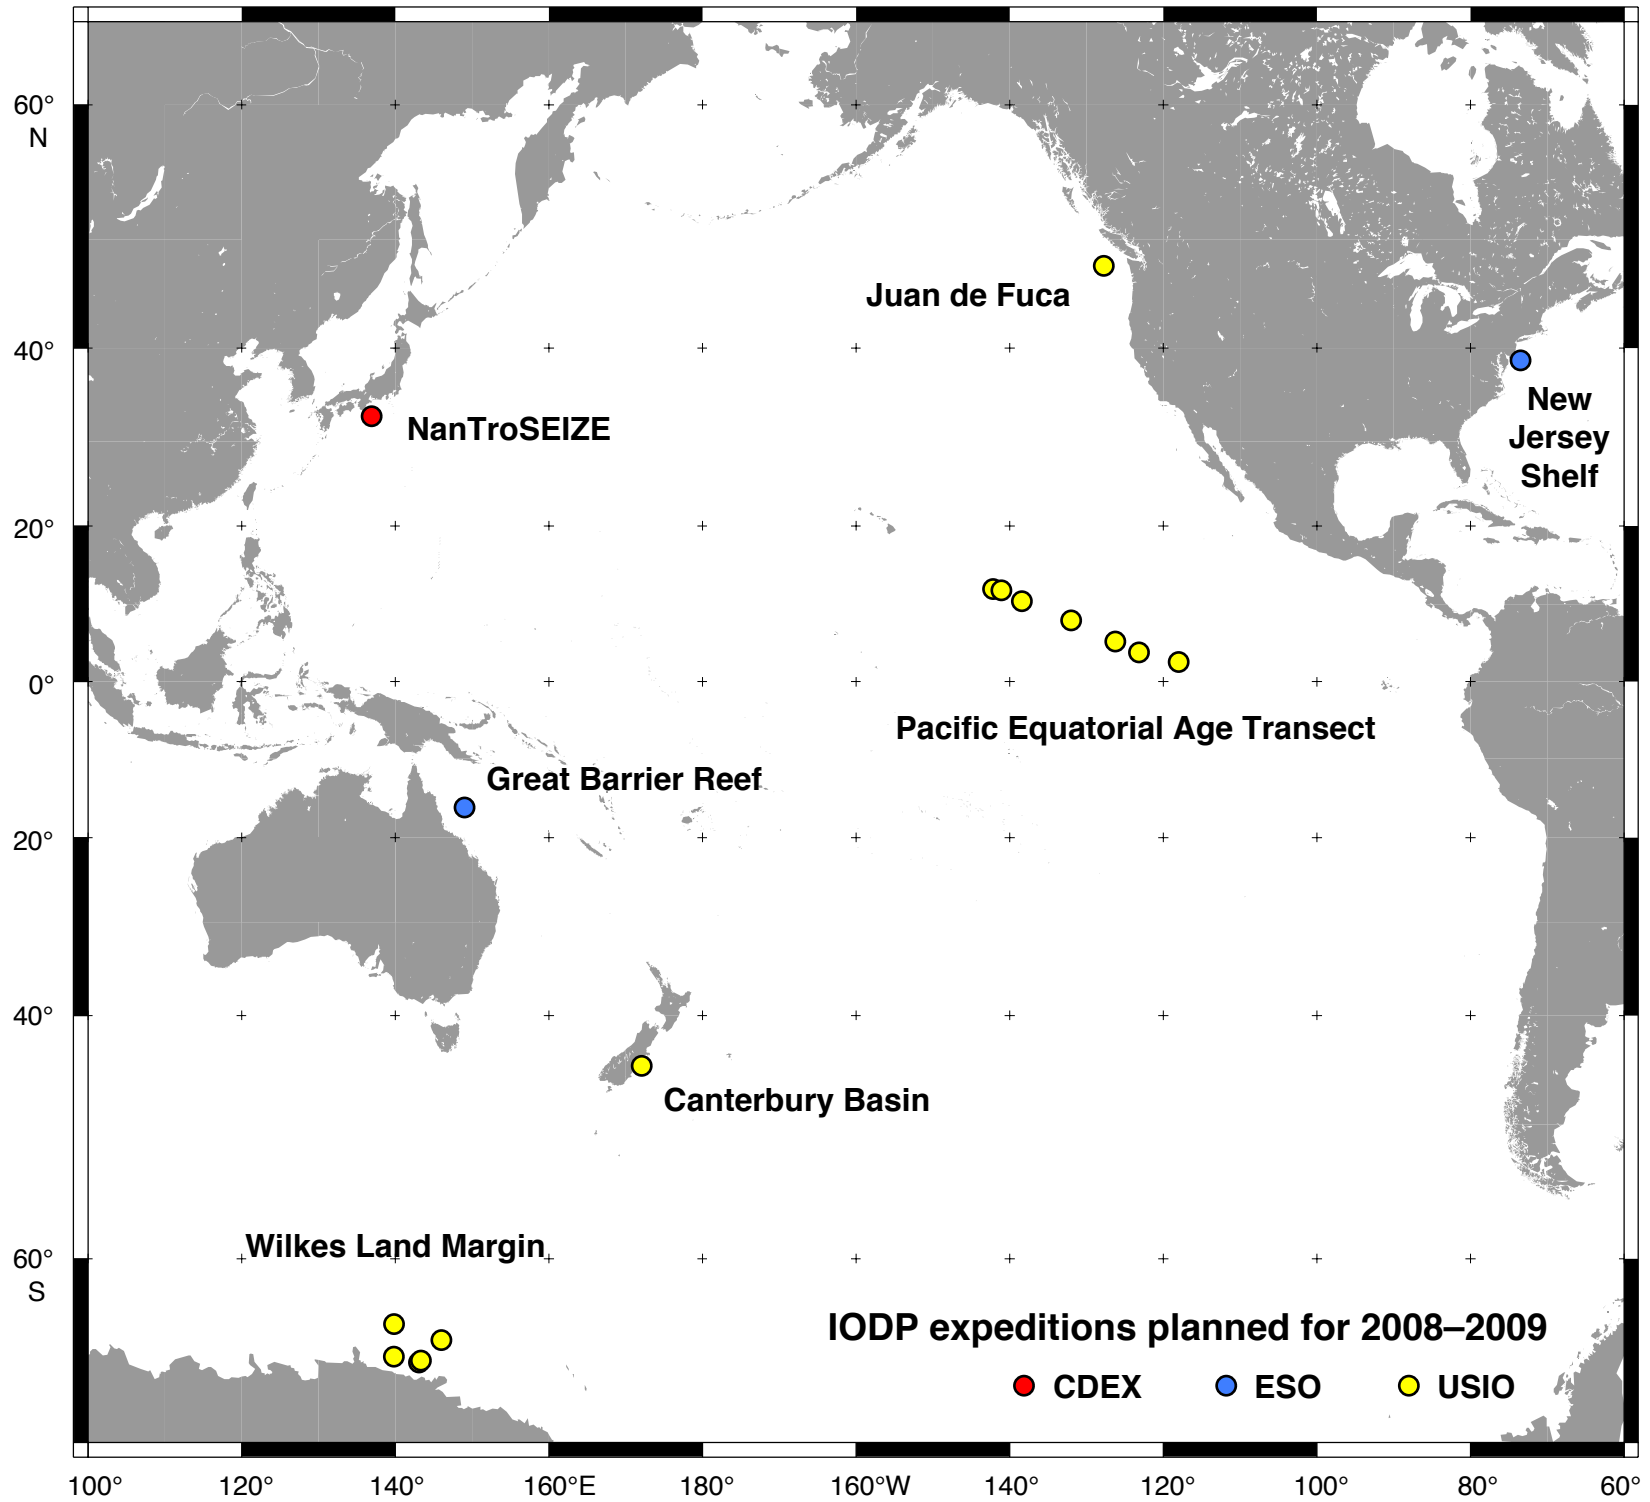 60°
N
Juan de Fuca
40°
New
Jersey
Shelf
NanTroSEIZE
20°
0°
Pacific Equatorial Age Transect
Great Barrier Reef
20°
40°
Canterbury Basin
Wilkes Land Margin
60°
S
IODP expeditions planned for 2008–2009
CDEX ESO USIO
100° 120° 140° 160°E 180° 160°W 140° 120° 100° 80° 60°